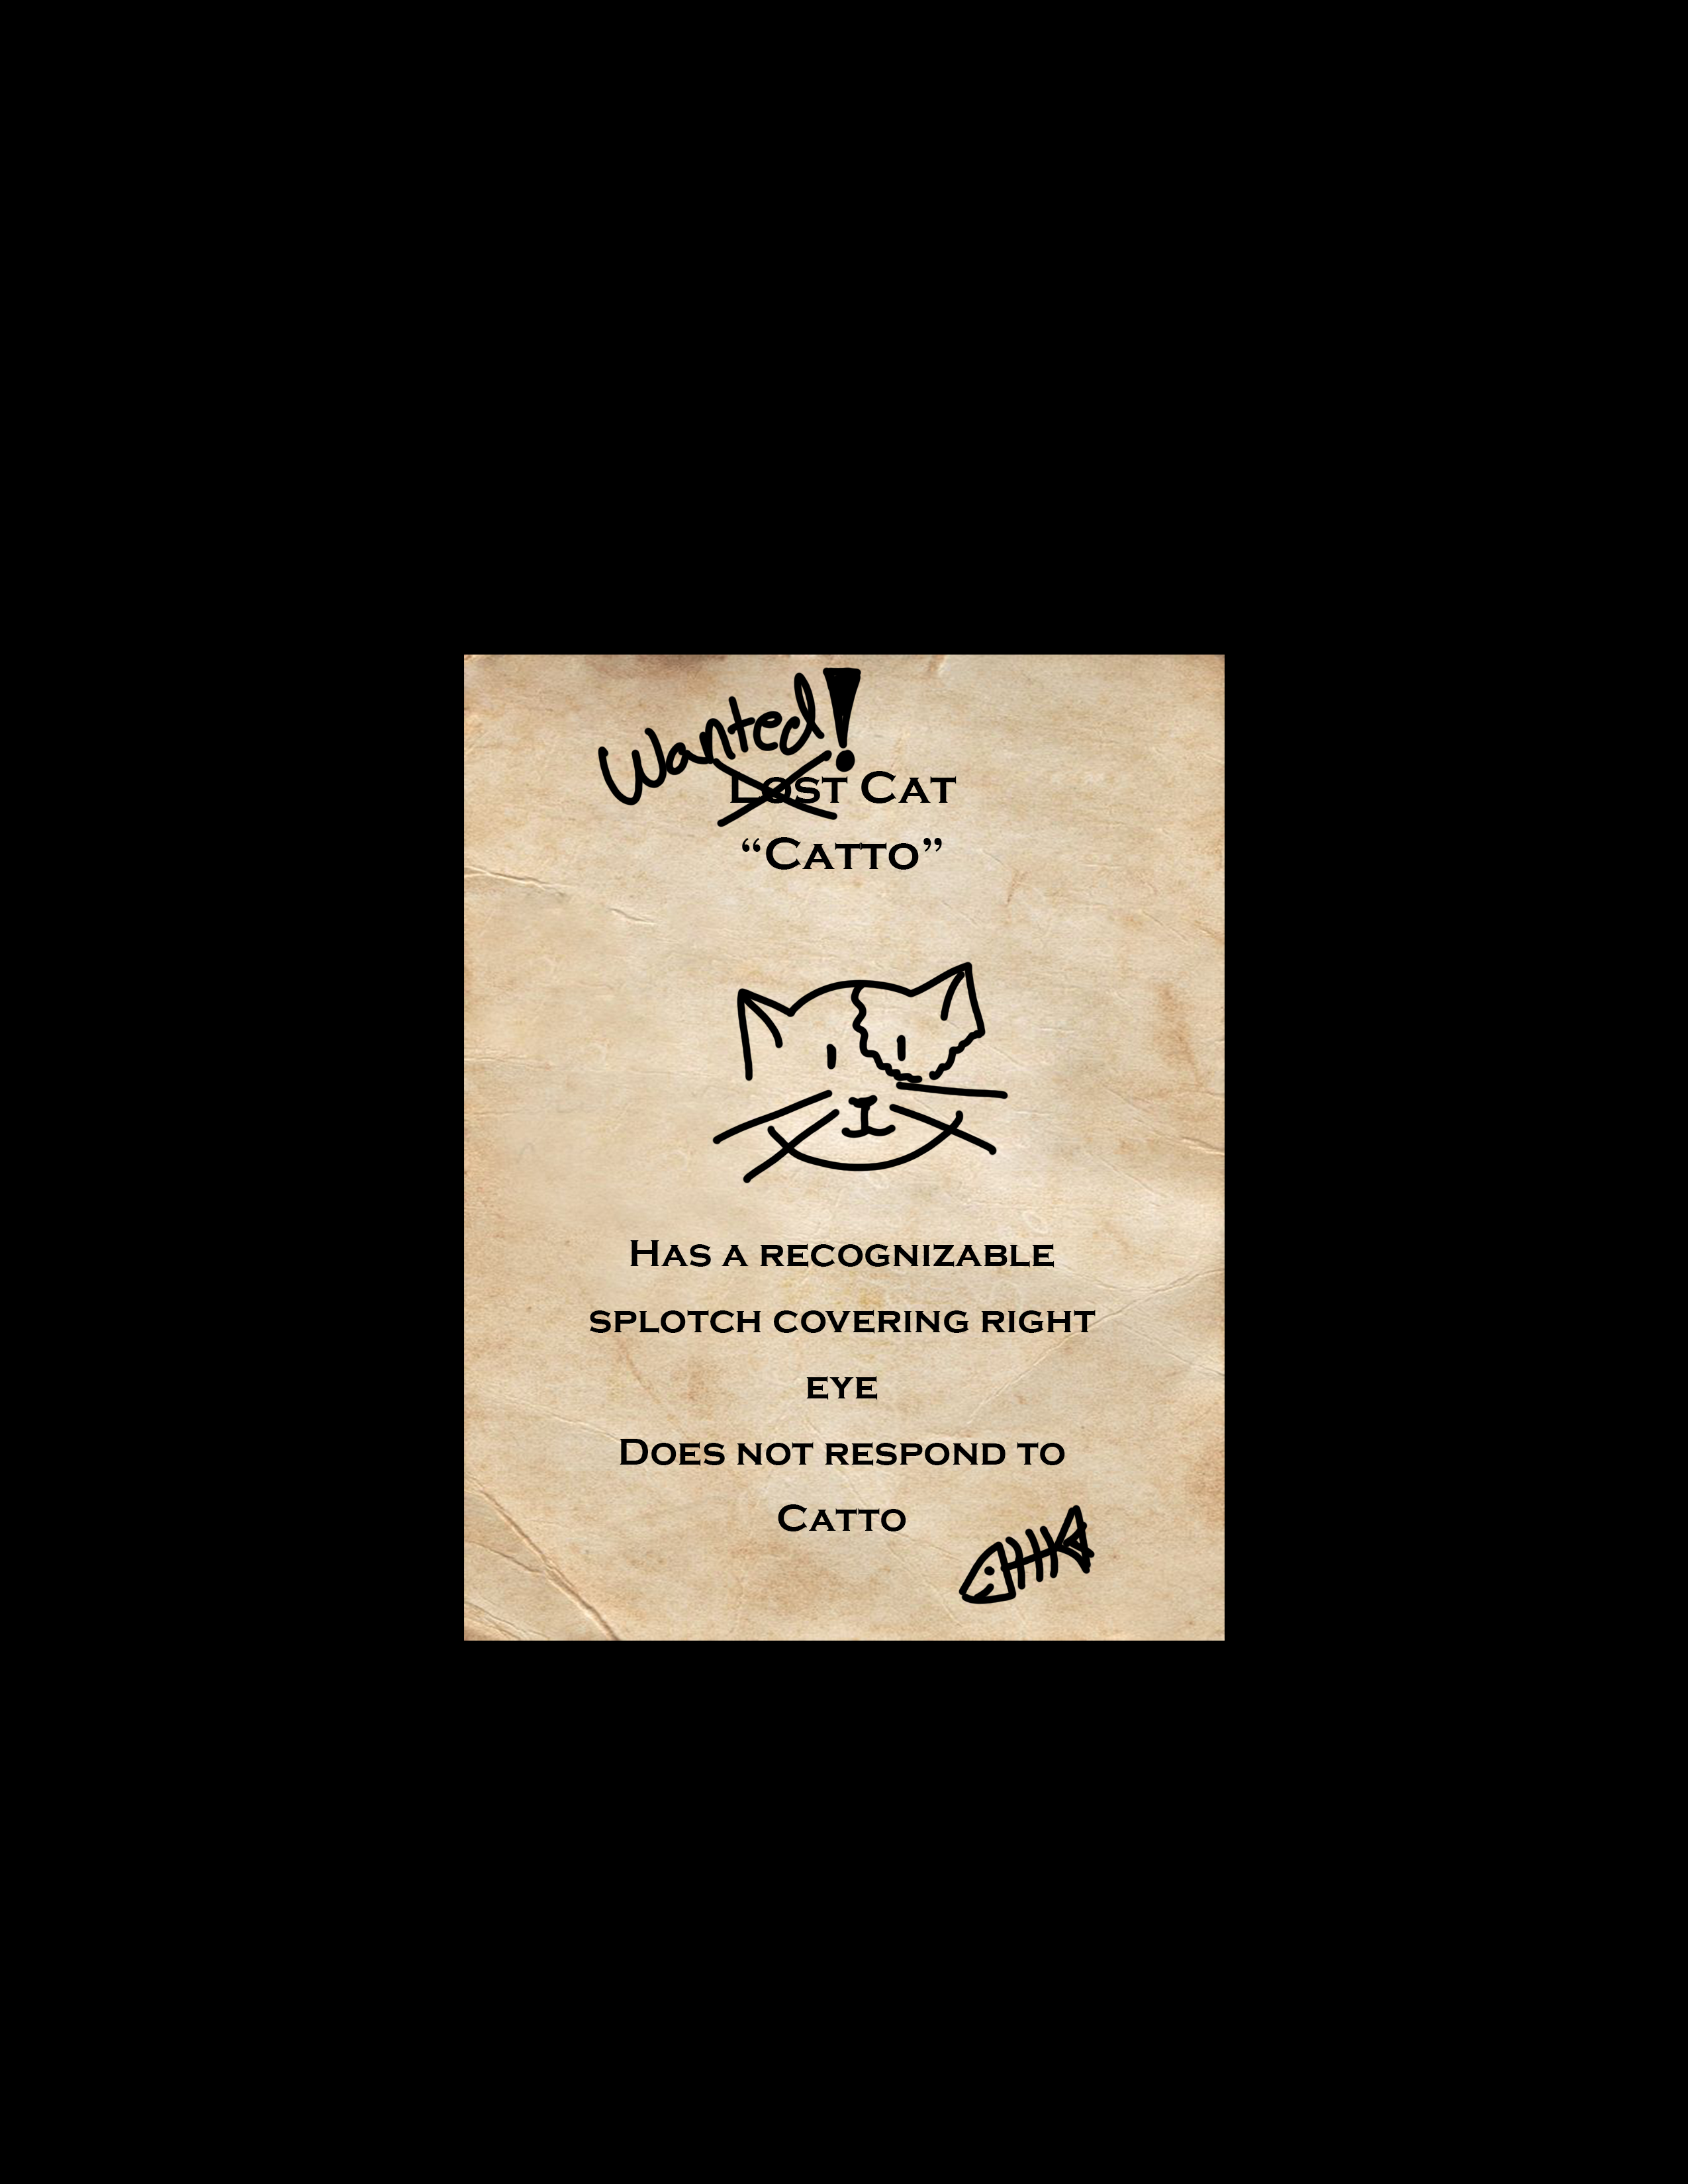 Wanted!
Lost Cat
“Catto”
Has a recognizable
splotch covering right
eye
Does not respond to
Catto